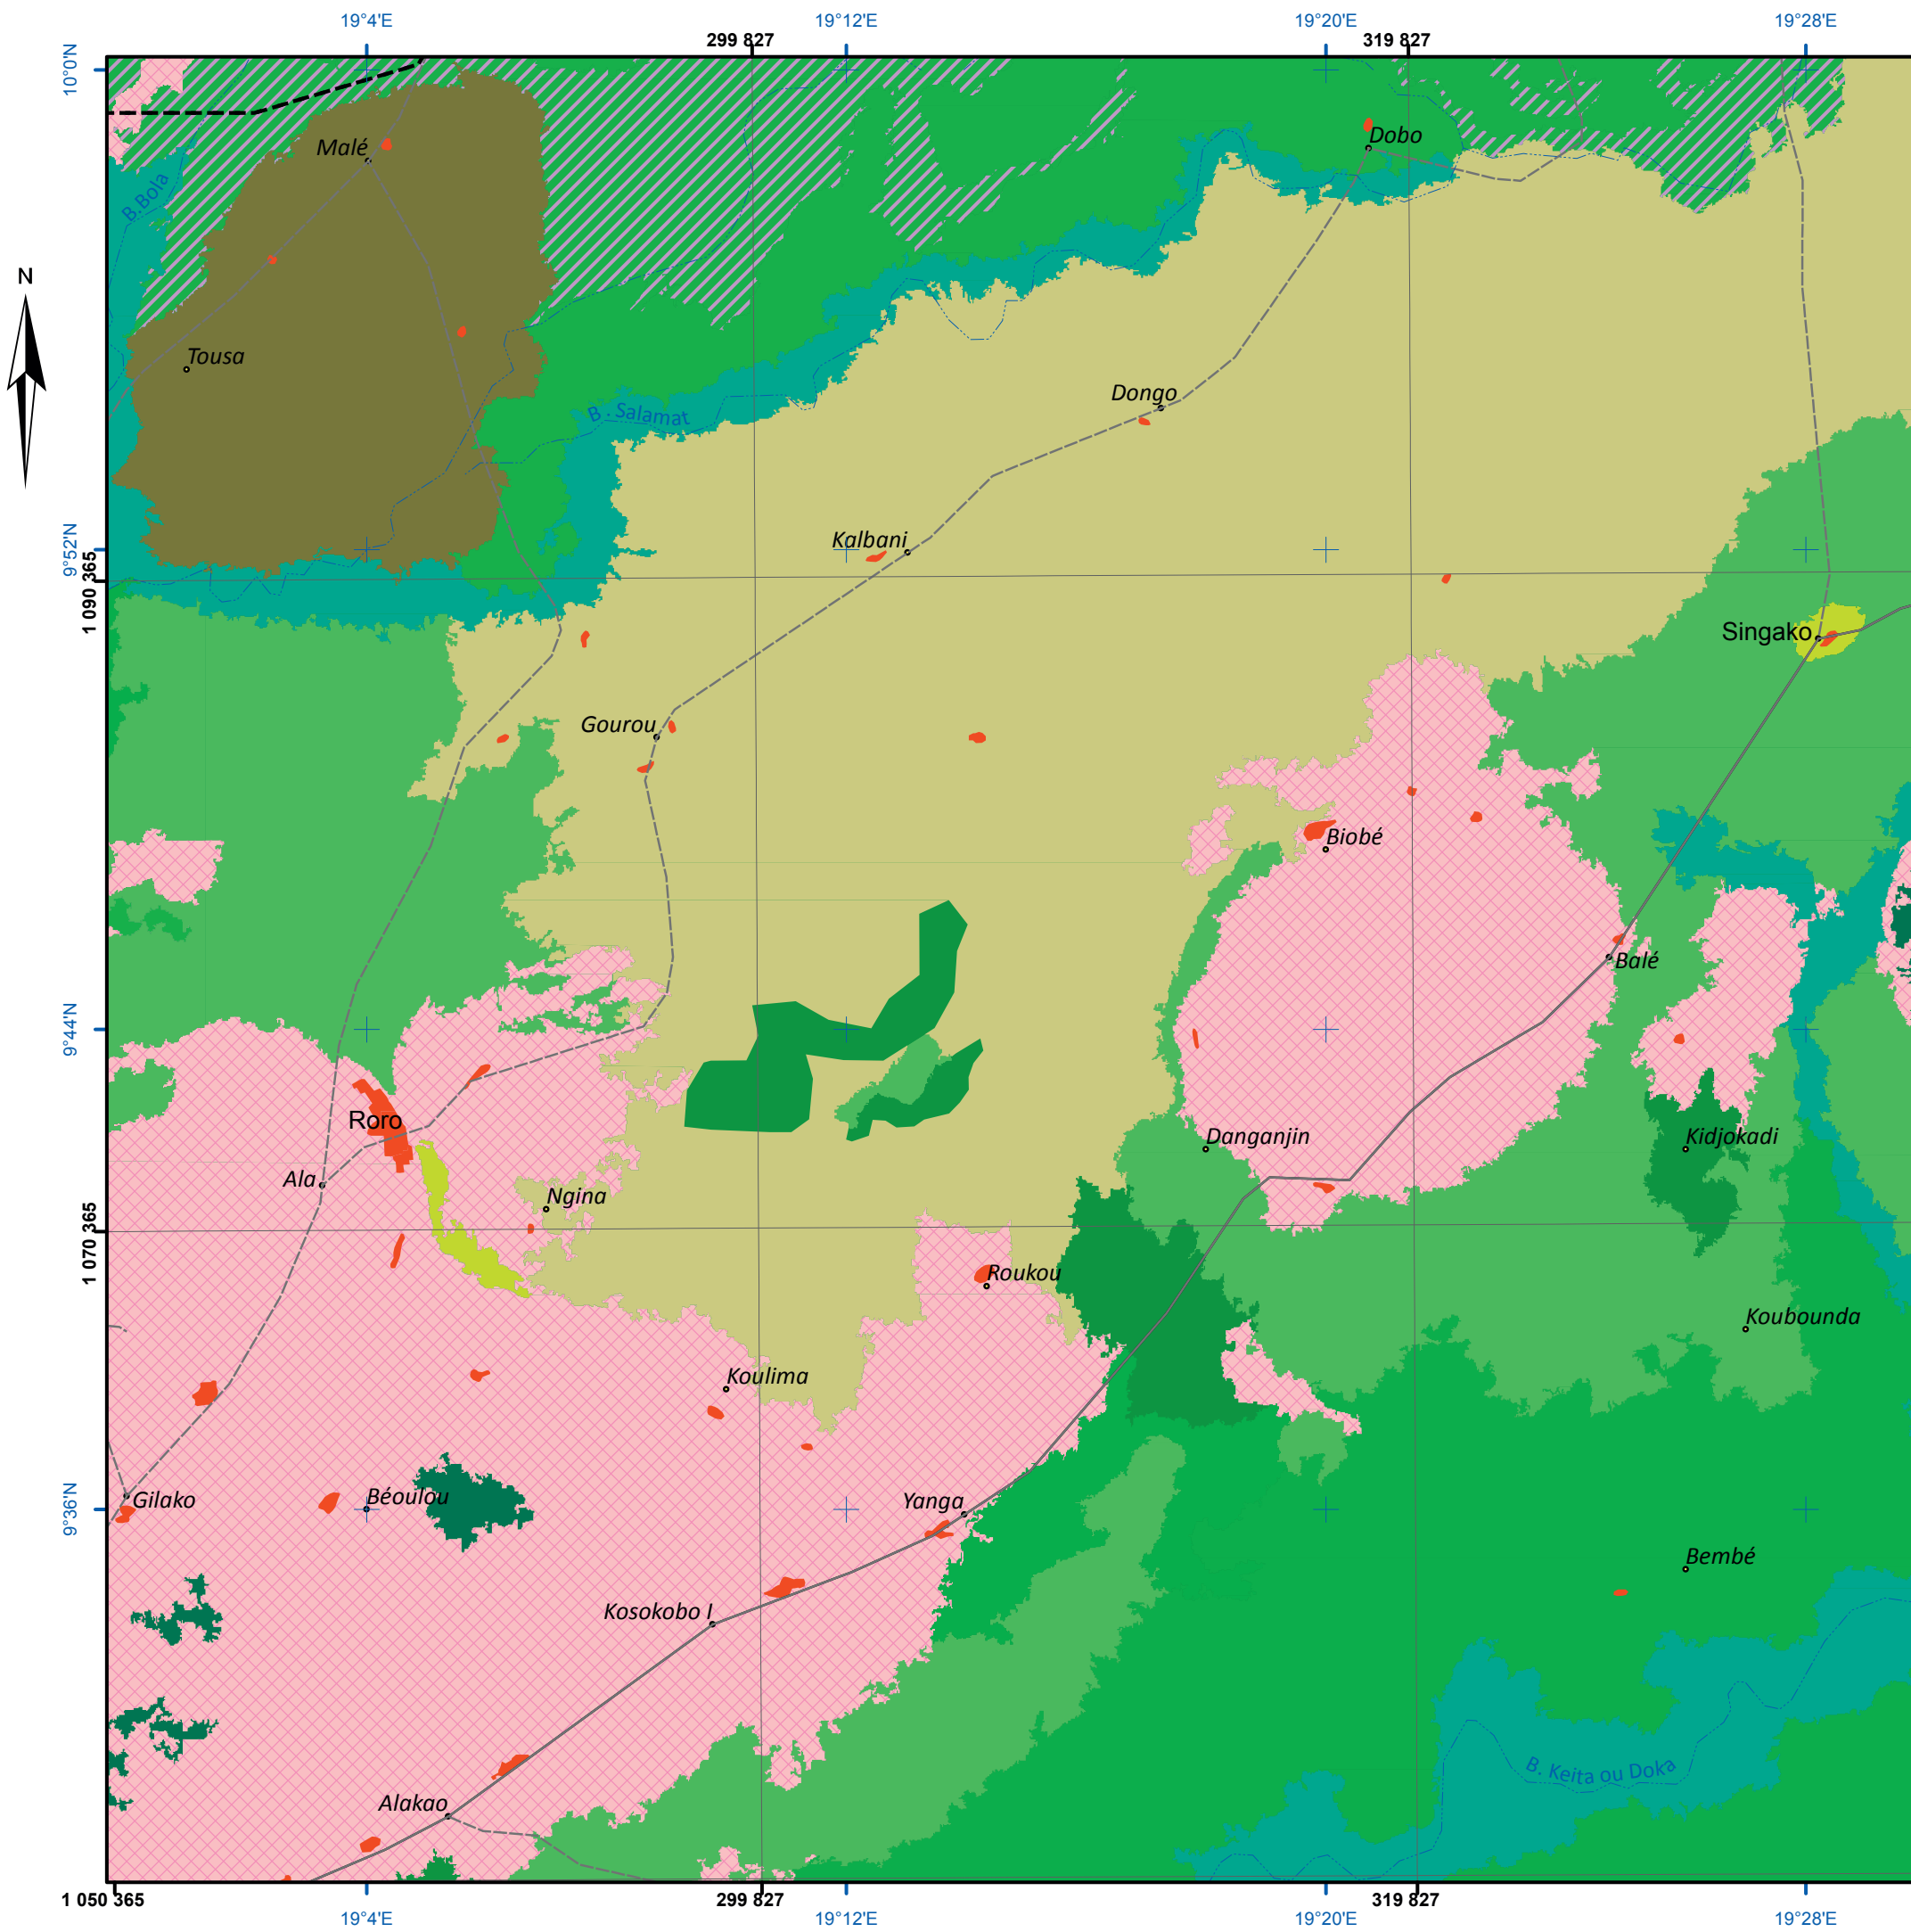 19°4'E 19°12'E 19°20'E 19°28'E
299 827 319 827
10°0'N
Malé
Dobo
B.Bola
N
Tousa
Dongo
B . Salamat
Kalbani
9°52'N
1 090 365
Singako
Gourou
Biobé
Balé
9°44'N
Roro
Danganjin
Kidjokadi
Ala
Ngina
1 070 365
Roukou
Koubounda
Koulima
Gilako
Béoulou
Yanga
9°36'N
Bembé
Kosokobo I
B. Keita ou Doka
Alakao
1 050 365 299 827 319 827
19°4'E 19°12'E 19°20'E 19°28'E